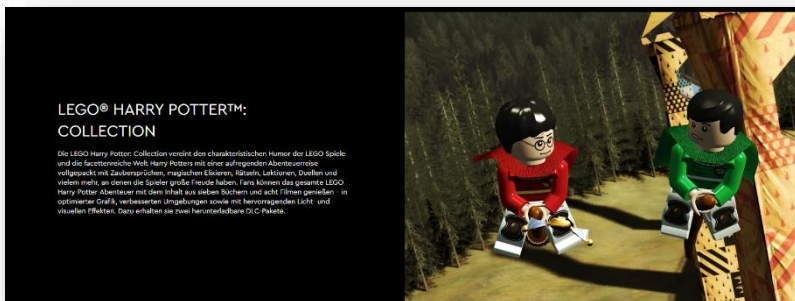 LEGO® HARRY POTTER™:
COLLECTION
Die LEGO Harry Potter: Collection vereint den charakteristischen Humor der LEGO Spiele
und die facettenreiche Welt Harry Potters mit einer aufregenden Abenteuerreise
vollgepackt mit Zaubersprüchen, magischen Elixieren, Rätseln, Lektionen, Duellen und
vielem mehr, an denen die Spieler große Freude haben. Fans können das gesamte LEGO
Harry Potter Abenteuer mit dem Inhalt aus sieben Büchern und acht Filmen genießen – in
optimierter Grafik, verbesserten Umgebungen sowie mit hervorragenden Licht- und
visuellen Effekten. Dazu erhalten sie zwei herunterladbare DLC-Pakete.